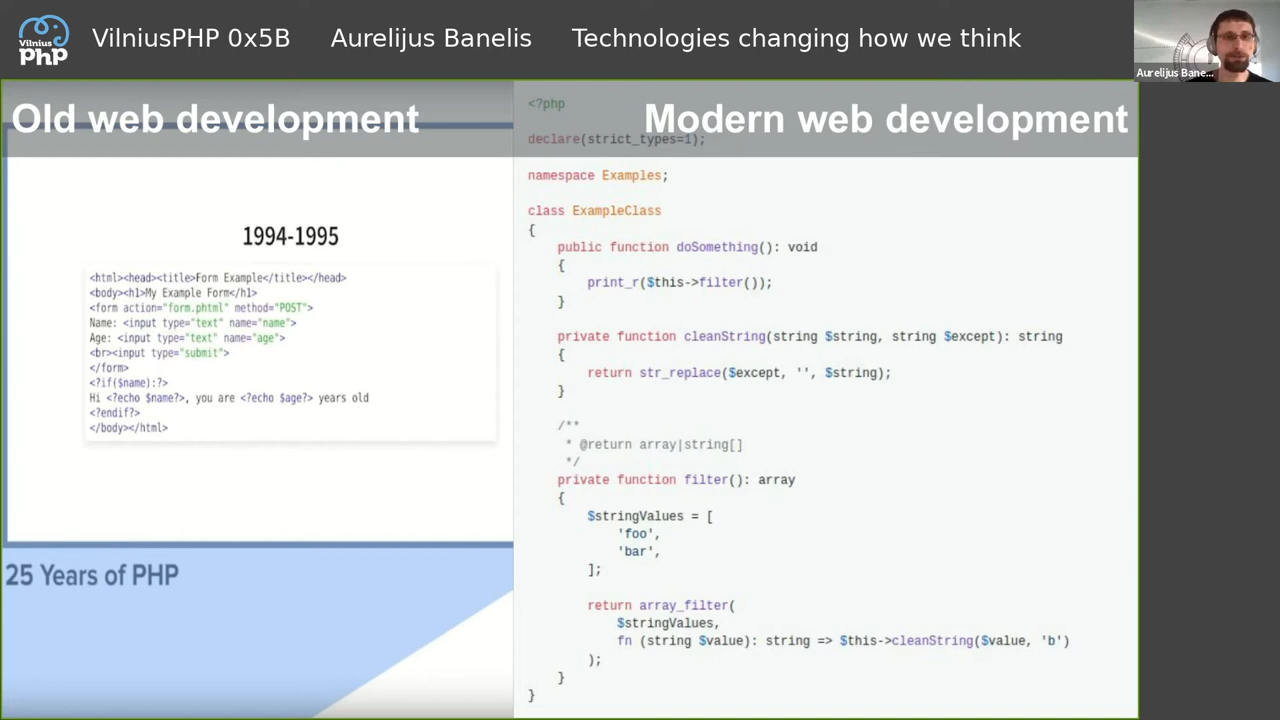 Vilnius
php
VilniusPHP 0x5B Aurelijus Banelis Technologies changing how we think
Aurelijus Bane...
Old web development
1994-1995
<html><head><title>Form Example</title></head>
<body><h1>My Example Form</h1>
<form action="form.phtml" method="POST">
Name: <input type="text" name="name">
Age: <input type="text" name="age">
<br><input type="submit">
</form>
<?if($name):?>
Hi <?echo $name?>, you are <?echo $age?> years old
<?endif?>
</body></html>
25 Years of PHP
Modern web development
<?php
declare(strict_types=1);
namespace Examples;
class ExampleClass
{
    public function doSomething(): void
    {
        print_r($this->filter());
    }
    private function cleanString(string $string, string $except): string
    {
        return str_replace($except, '', $string);
    }
    /**
     * @return array|string[]
     */
    private function filter(): array
    {
        $stringValues = [
            'foo',
            'bar',
        ];
        return array_filter(
            $stringValues,
            fn (string $value): string => $this->cleanString($value, 'b')
        );
    }
}